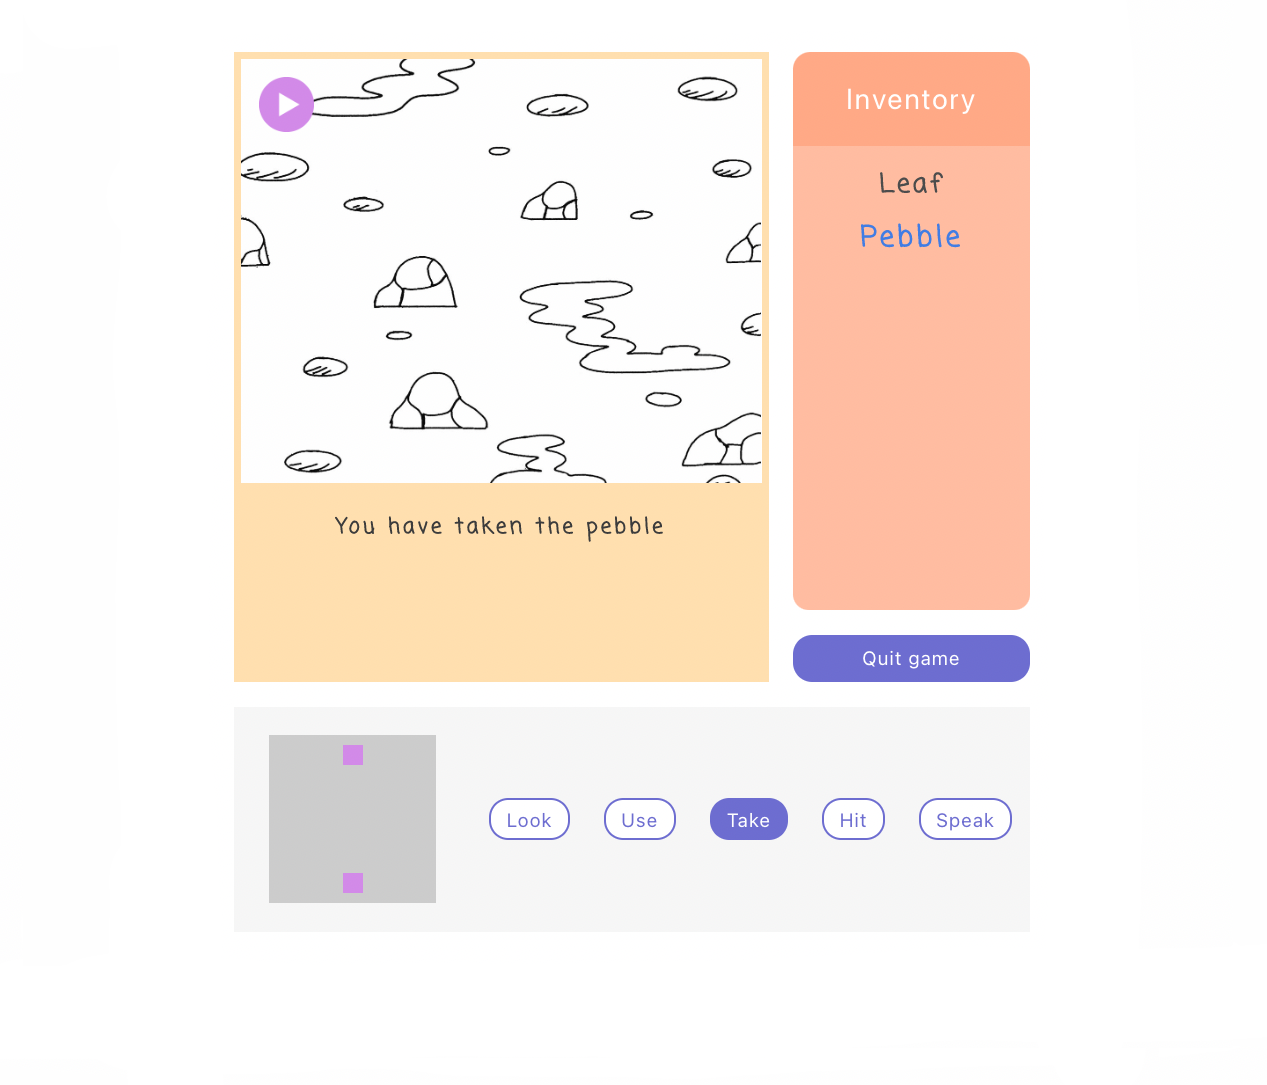 Inventory
Leaf
Pebble
You have taken the pebble
Quit game
Look
Use
Take
Hit
Speak